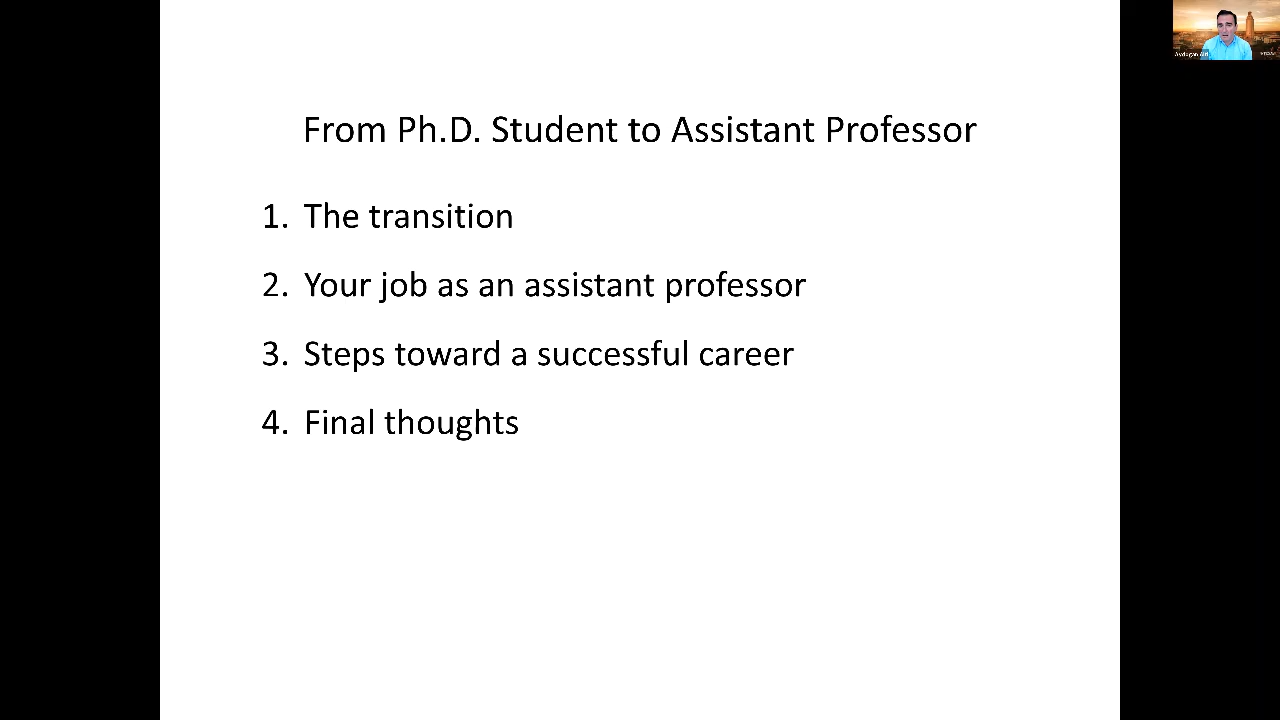 From Ph.D. Student to Assistant Professor
1. The transition
2. Your job as an assistant professor
3. Steps toward a successful career
4. Final thoughts